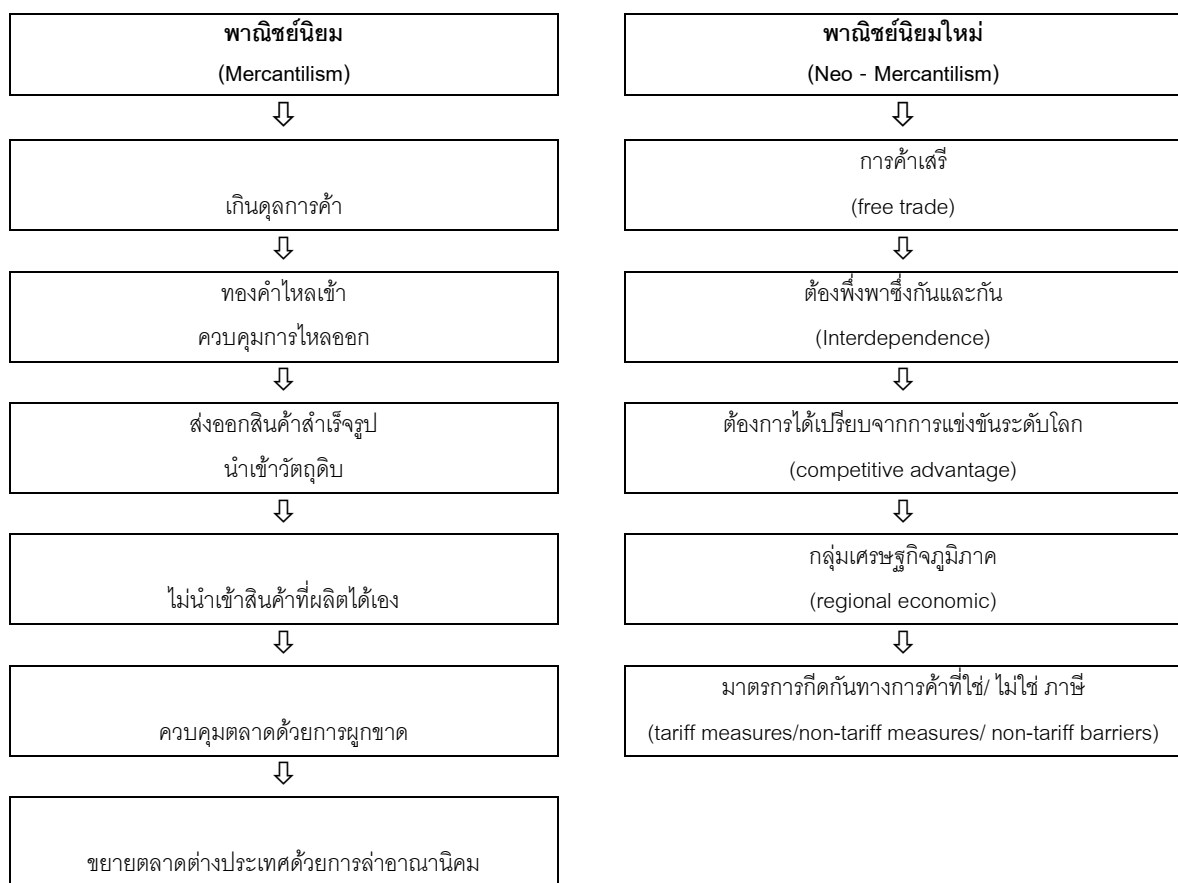 พาณิชย์นิยม
(Mercantilism)
เกินดุลการค้า
ทองคำไหลเข้า
ควบคุมการไหลออก
ส่งออกสินค้าสำเร็จรูป
นำเข้าวัตถุดิบ
ไม่นำเข้าสินค้าที่ผลิตได้เอง
ควบคุมตลาดด้วยการผูกขาด
ขยายตลาดต่างประเทศด้วยการล่าอาณานิคม
พาณิชย์นิยมใหม่
(Neo - Mercantilism)
การค้าเสรี
(free trade)
ต้องพึ่งพาซึ่งกันและกัน
(Interdependence)
ต้องการได้เปรียบจากการแข่งขันระดับโลก
(competitive advantage)
กลุ่มเศรษฐกิจภูมิภาค
(regional economic)
มาตรการกีดกันทางการค้าที่ใช่/ ไม่ใช่ ภาษี
(tariff measures/non-tariff measures/ non-tariff barriers)